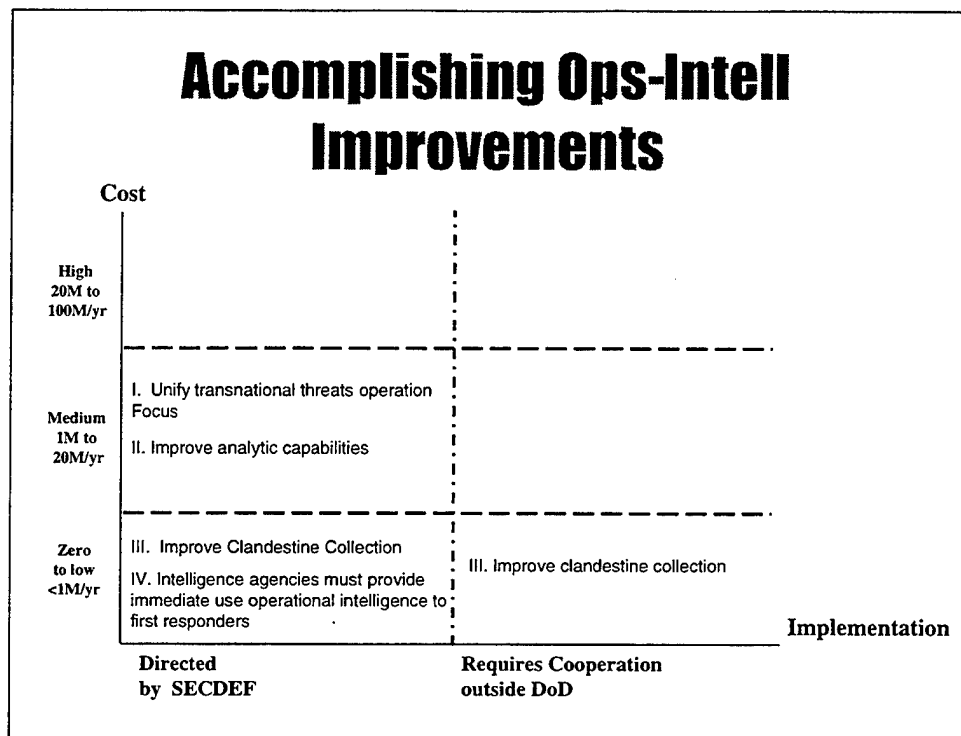 Accomplishing Ops-Intell
Improvements
Cost
High
20M to
100M/yr
I. Unify transnational threats operation
Focus
Medium
1M to
20M/yr
II. Improve analytic capabilities
Zero
to low
<1M/yr
III. Improve Clandestine Collection
IV. Intelligence agencies must provide
immediate use operational intelligence to
first responders
III. Improve clandestine collection
Implementation
Directed
by SECDEF
Requires Cooperation
outside DoD